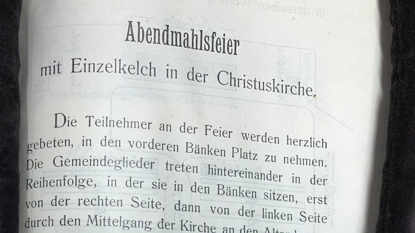 Abendmahlsfeier
mit Einzelkelch in der Christuskirche.
Die Teilnehmer an der Feier werden herzlich
gebeten, in den vorderen Bänken Platz zu nehmen.
Die Gemeindeglieder treten hintereinander in der
Reihenfolge, in der sie in den Bänken sitzen, erst
von der rechten Seite, dann von der linken Seite
durch den Mittelgang der Kirche an den